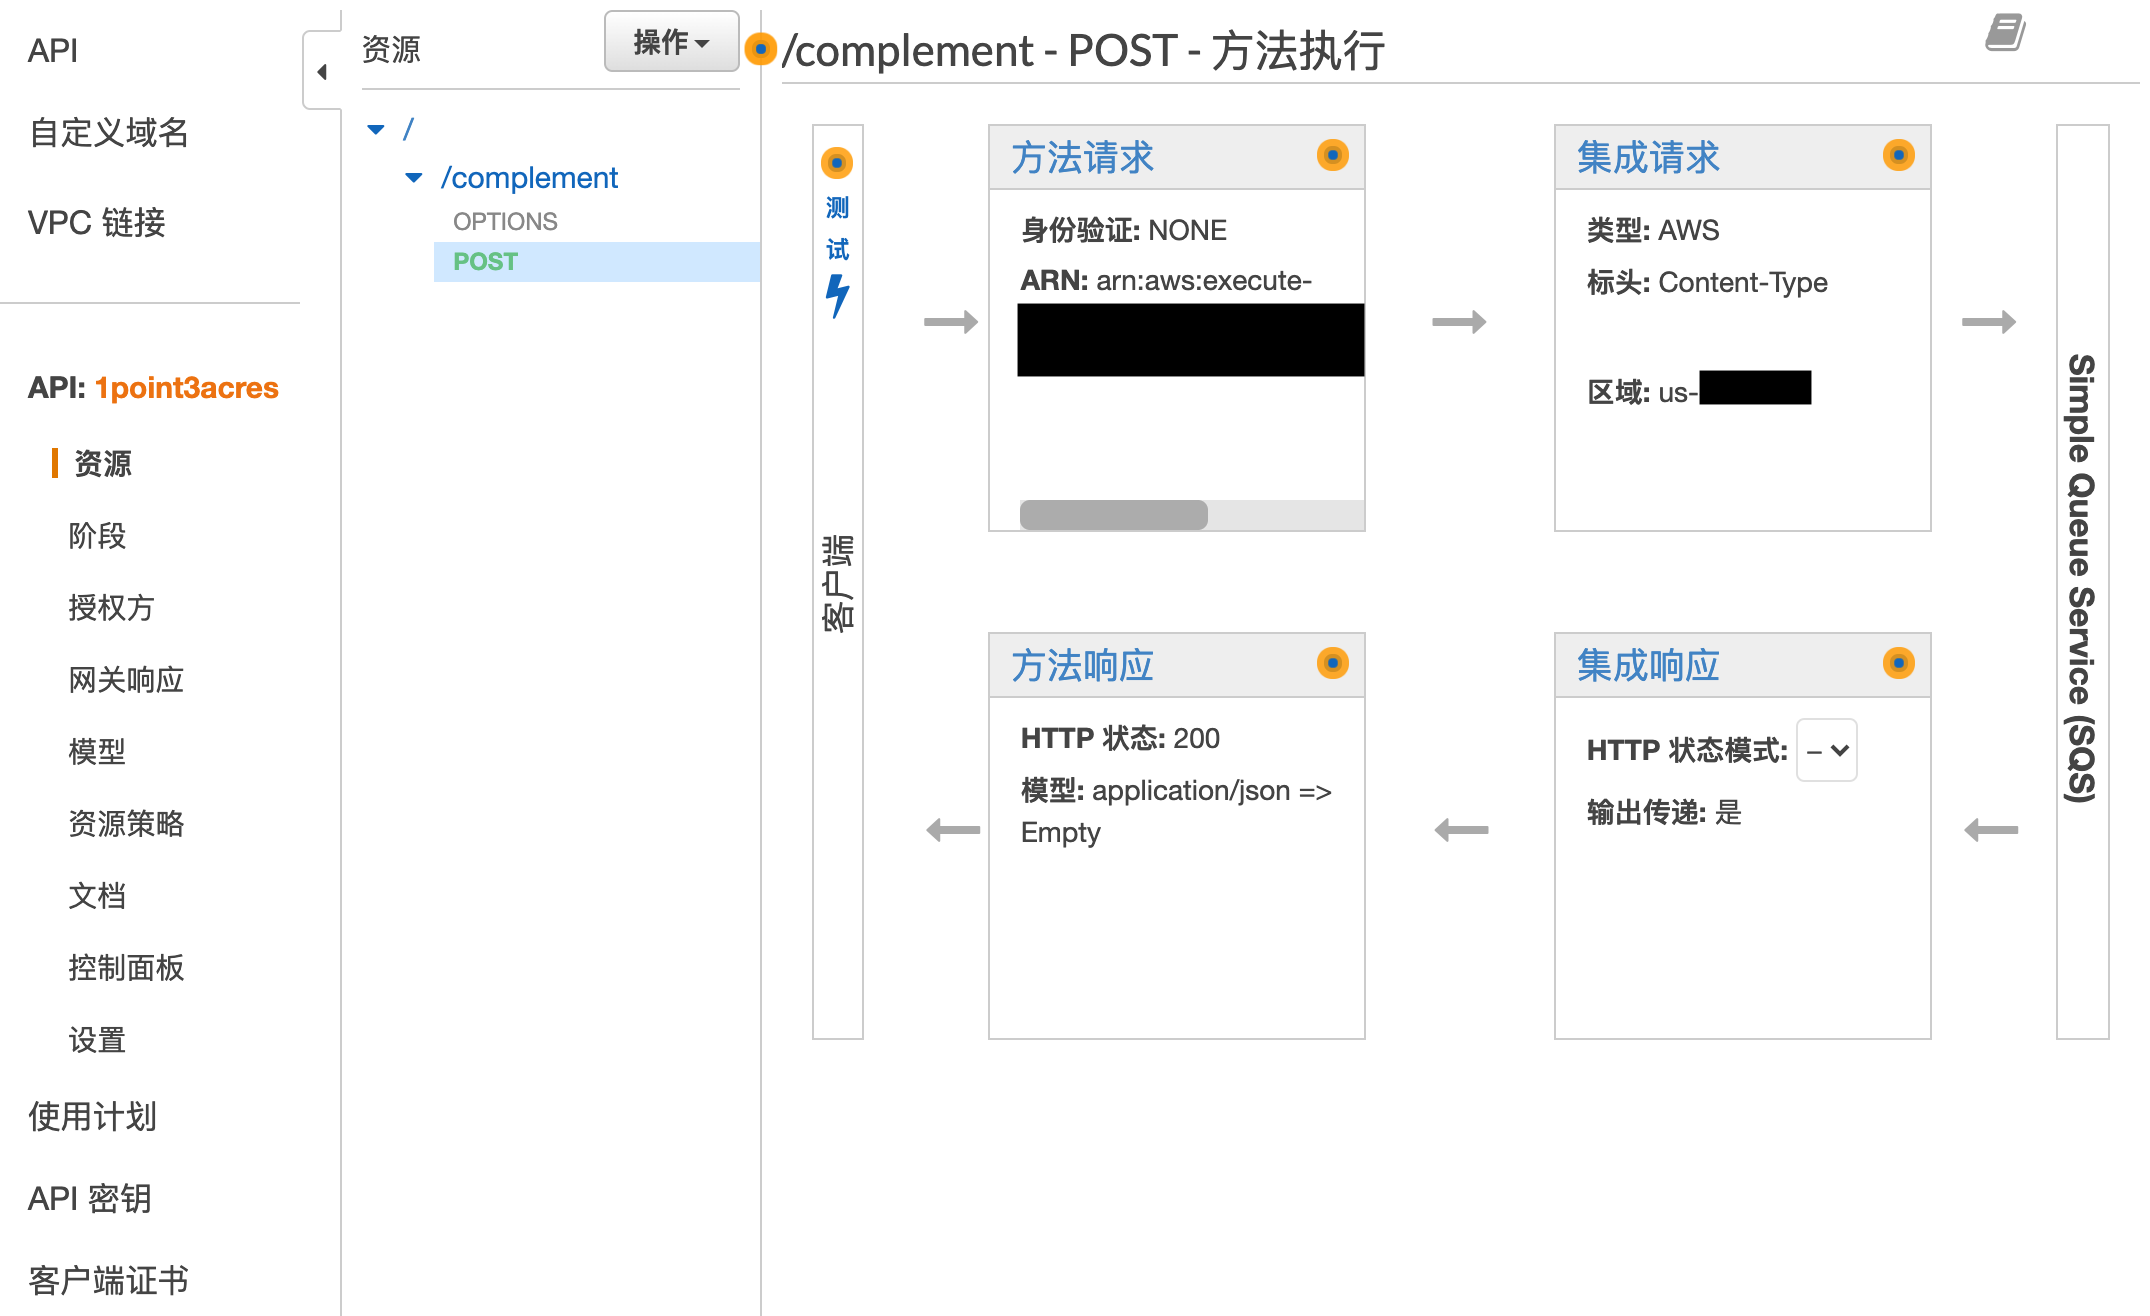 API
自定义域名
VPC 链接
API: 1point3acres
资源
阶段
授权方
网关响应
模型
资源策略
文档
控制面板
设置
使用计划
API 密钥
客户端证书
资源
操作
/
/complement
OPTIONS
POST
/complement - POST - 方法执行
测
试
客户端
方法请求
身份验证: NONE
ARN: arn:aws:execute-
集成请求
类型: AWS
标头: Content-Type
区域: us-
方法响应
HTTP 状态: 200
模型: application/json =>
Empty
集成响应
HTTP 状态模式: –
输出传递: 是
Simple Queue Service (SQS)